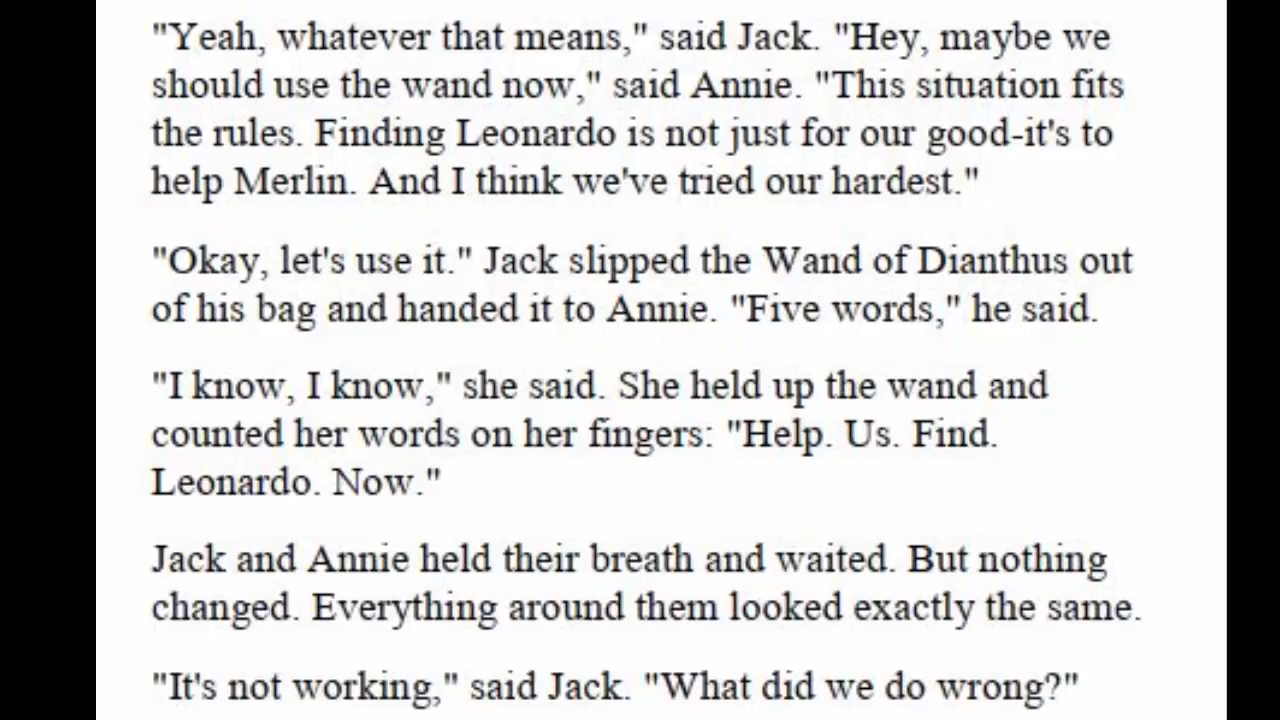 "Yeah, whatever that means," said Jack. "Hey, maybe we
should use the wand now," said Annie. "This situation fits
the rules. Finding Leonardo is not just for our good-it's to
help Merlin. And I think we've tried our hardest."
"Okay, let's use it." Jack slipped the Wand of Dianthus out
of his bag and handed it to Annie. "Five words," he said.
"I know, I know," she said. She held up the wand and
counted her words on her fingers: "Help. Us. Find.
Leonardo. Now."
Jack and Annie held their breath and waited. But nothing
changed. Everything around them looked exactly the same.
"It's not working," said Jack. "What did we do wrong?"